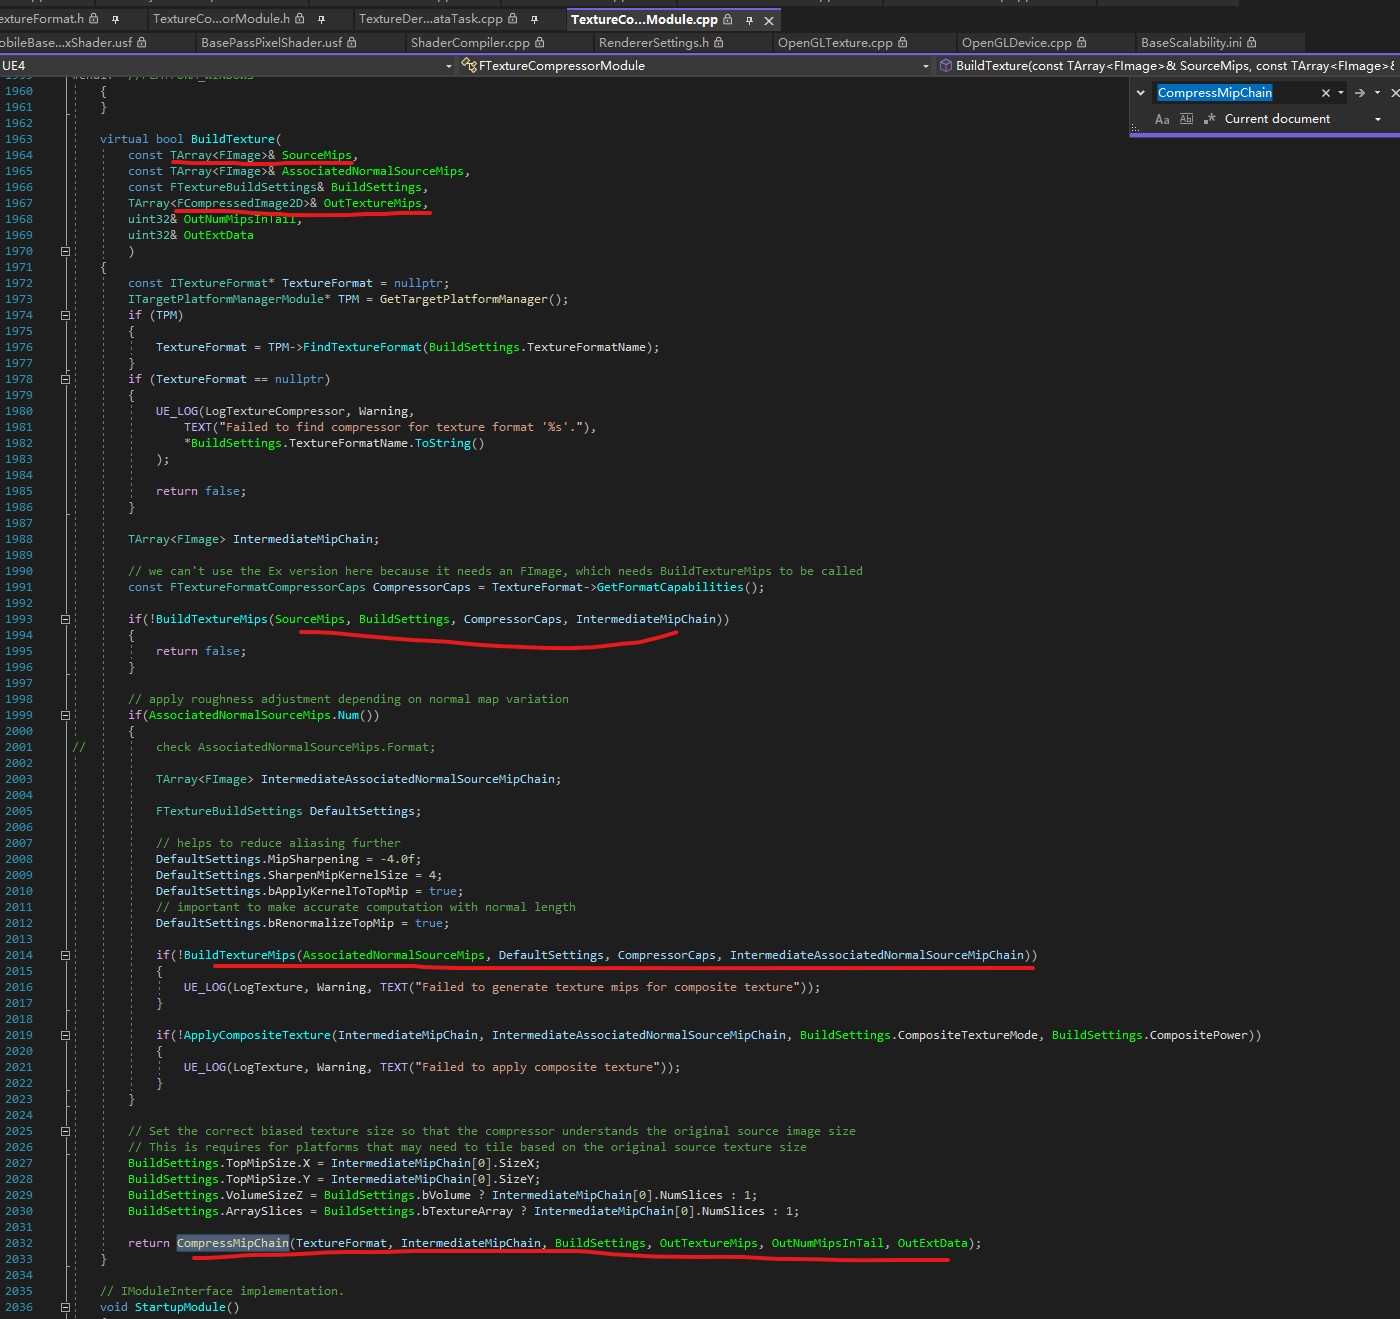 extureFormat.h TextureCo...orModule.h TextureDer...ataTask.cpp TextureCo...Module.cpp
obileBase...xShader.usf BasePassPixelShader.usf ShaderCompiler.cpp RendererSettings.h OpenGLTexture.cpp OpenGLDevice.cpp BaseScalability.ini
UE4 FTextureCompressorModule BuildTexture(const TArray<FImage>& SourceMips, const TArray<FImage>&
CompressMipChain
Aa Current document
1960 {
1961 }
1962
1963 virtual bool BuildTexture(
1964 const TArray<FImage>& SourceMips,
1965 const TArray<FImage>& AssociatedNormalSourceMips,
1966 const FTextureBuildSettings& BuildSettings,
1967 TArray<FCompressedImage2D>& OutTextureMips,
1968 uint32& OutNumMipsInTail,
1969 uint32& OutExtData
1970 )
1971 {
1972 const ITextureFormat* TextureFormat = nullptr;
1973 ITargetPlatformManagerModule* TPM = GetTargetPlatformManager();
1974 if (TPM)
1975 {
1976 TextureFormat = TPM->FindTextureFormat(BuildSettings.TextureFormatName);
1977 }
1978 if (TextureFormat == nullptr)
1979 {
1980 UE_LOG(LogTextureCompressor, Warning,
1981 TEXT("Failed to find compressor for texture format '%s'."),
1982 *BuildSettings.TextureFormatName.ToString()
1983 );
1984
1985 return false;
1986 }
1987
1988 TArray<FImage> IntermediateMipChain;
1989
1990 // we can't use the Ex version here because it needs an FImage, which needs BuildTextureMips to be called
1991 const FTextureFormatCompressorCaps CompressorCaps = TextureFormat->GetFormatCapabilities();
1992
1993 if(!BuildTextureMips(SourceMips, BuildSettings, CompressorCaps, IntermediateMipChain))
1994 {
1995 return false;
1996 }
1997
1998 // apply roughness adjustment depending on normal map variation
1999 if(AssociatedNormalSourceMips.Num())
2000 {
2001 // check AssociatedNormalSourceMips.Format;
2002
2003 TArray<FImage> IntermediateAssociatedNormalSourceMipChain;
2004
2005 FTextureBuildSettings DefaultSettings;
2006
2007 // helps to reduce aliasing further
2008 DefaultSettings.MipSharpening = -4.0f;
2009 DefaultSettings.SharpenMipKernelSize = 4;
2010 DefaultSettings.bApplyKernelToTopMip = true;
2011 // important to make accurate computation with normal length
2012 DefaultSettings.bRenormalizeTopMip = true;
2013
2014 if(!BuildTextureMips(AssociatedNormalSourceMips, DefaultSettings, CompressorCaps, IntermediateAssociatedNormalSourceMipChain))
2015 {
2016 UE_LOG(LogTexture, Warning, TEXT("Failed to generate texture mips for composite texture"));
2017 }
2018
2019 if(!ApplyCompositeTexture(IntermediateMipChain, IntermediateAssociatedNormalSourceMipChain, BuildSettings.CompositeTextureMode, BuildSettings.CompositePower))
2020 {
2021 UE_LOG(LogTexture, Warning, TEXT("Failed to apply composite texture"));
2022 }
2023 }
2024
2025 // Set the correct biased texture size so that the compressor understands the original source image size
2026 // This is requires for platforms that may need to tile based on the original source texture size
2027 BuildSettings.TopMipSize.X = IntermediateMipChain[0].SizeX;
2028 BuildSettings.TopMipSize.Y = IntermediateMipChain[0].SizeY;
2029 BuildSettings.VolumeSizeZ = BuildSettings.bVolume ? IntermediateMipChain[0].NumSlices : 1;
2030 BuildSettings.ArraySlices = BuildSettings.bTextureArray ? IntermediateMipChain[0].NumSlices : 1;
2031
2032 return CompressMipChain(TextureFormat, IntermediateMipChain, BuildSettings, OutTextureMips, OutNumMipsInTail, OutExtData);
2033 }
2034
2035 // IModuleInterface implementation.
2036 void StartupModule()